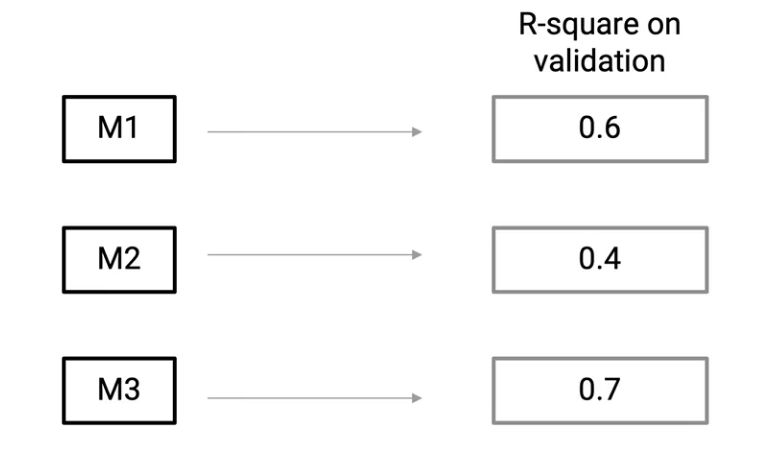 R-square on
validation
M1
0.6
M2
0.4
M3
0.7